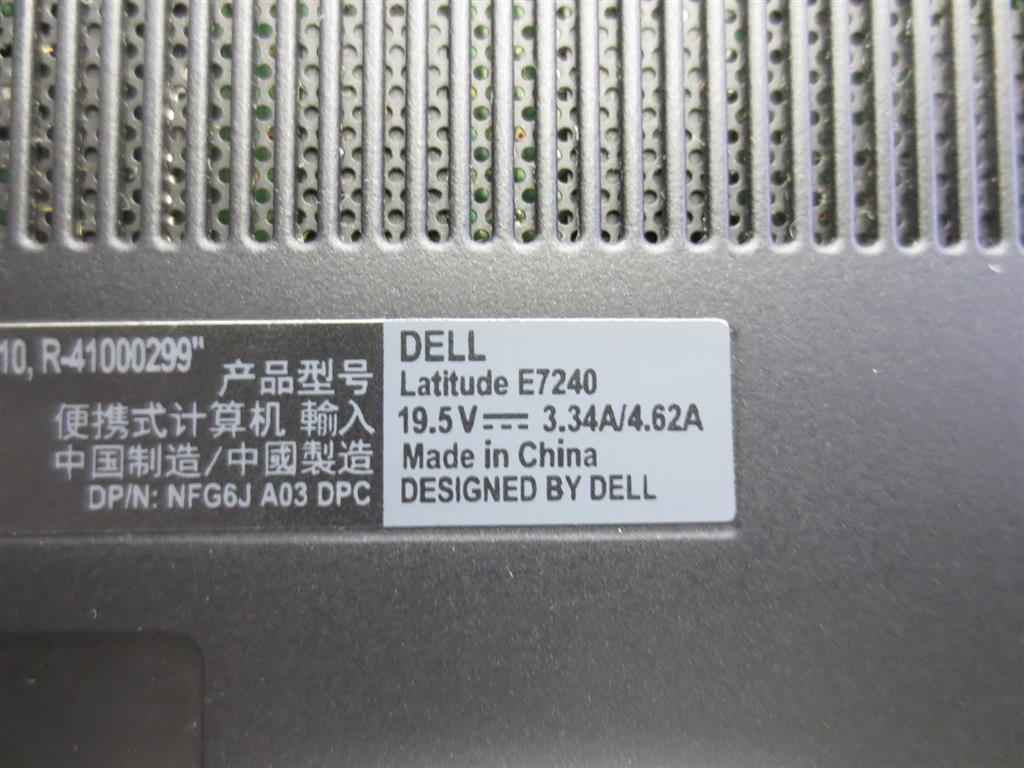 10, R-41000299"
产品型号
便携式计算机 輸入
中国制造/中國製造
DP/N: NFG6J A03 DPC
DELL
Latitude E7240
19.5V⎓ 3.34A/4.62A
Made in China
DESIGNED BY DELL